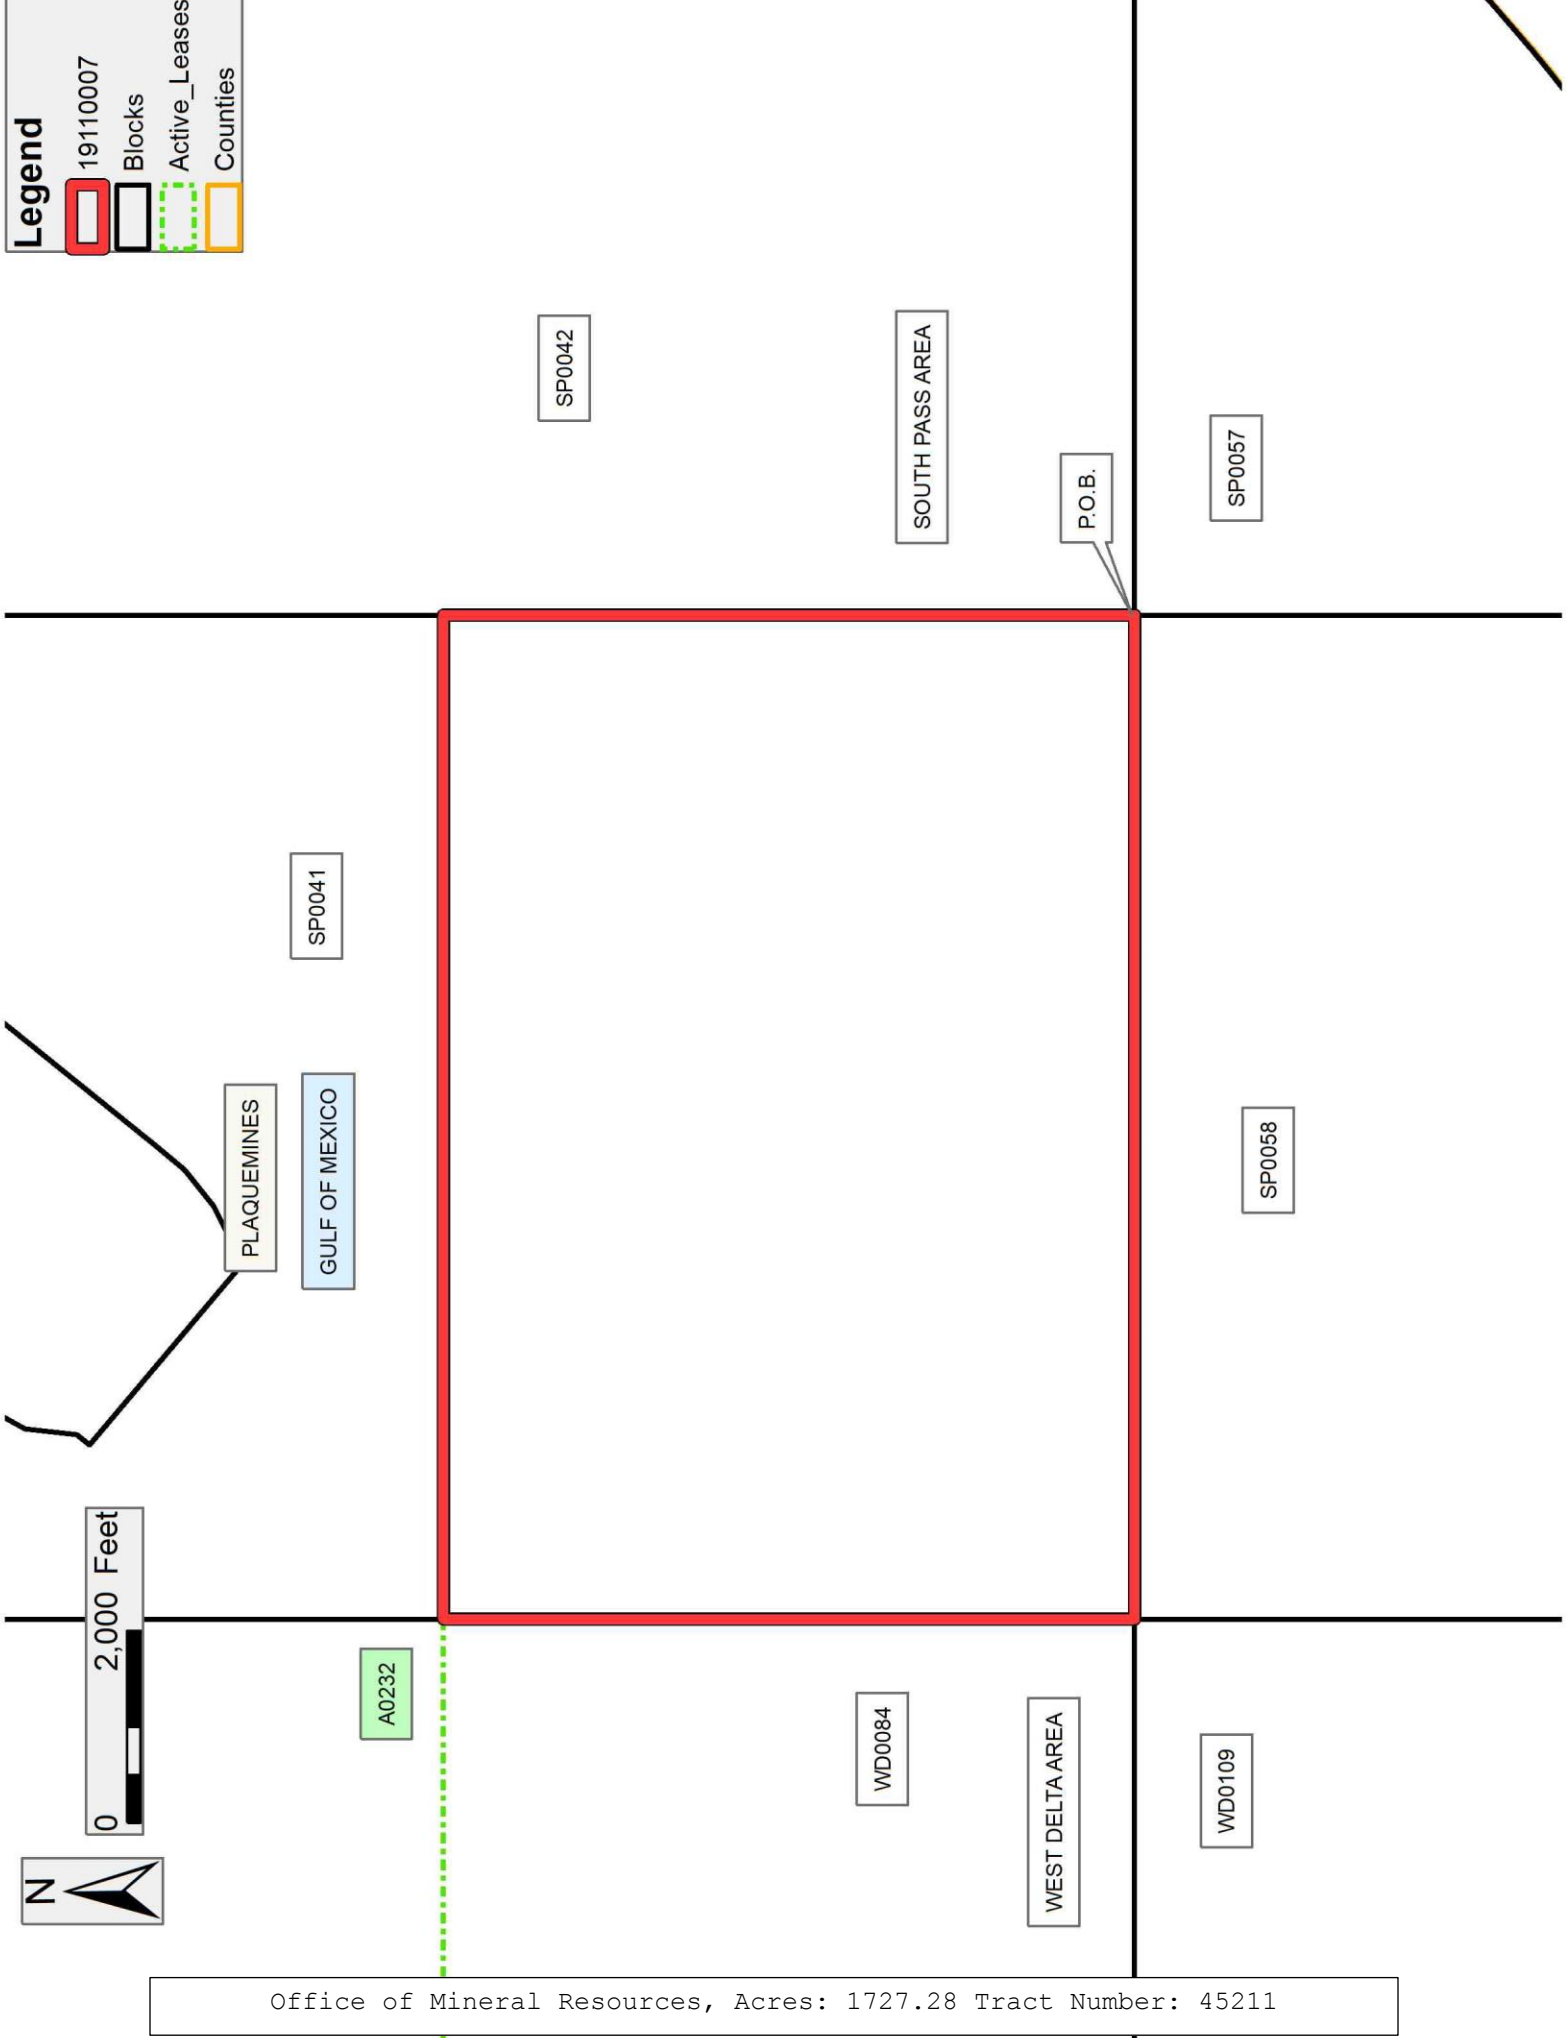 Legend
19110007
Blocks
Active_Leases
Counties
N
0 2,000 Feet
PLAQUEMINES
GULF OF MEXICO
SP0041
A0232
SP0042
SOUTH PASS AREA
P.O.B.
WD0084
WEST DELTA AREA
WD0109
SP0058
SP0057
Office of Mineral Resources, Acres: 1727.28 Tract Number: 45211